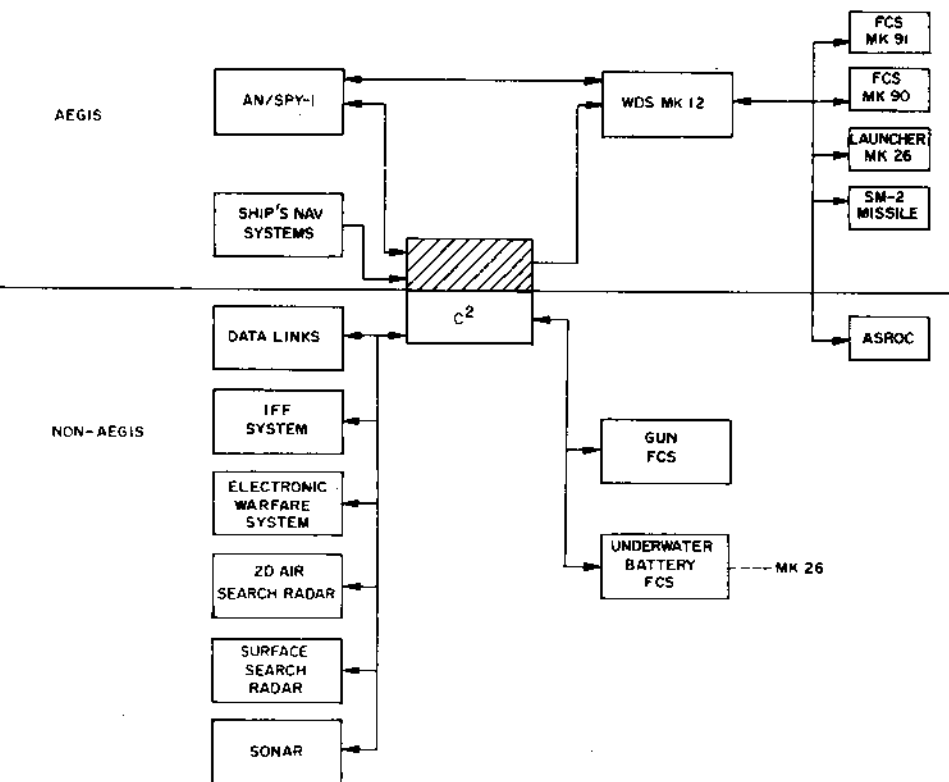 AEGIS
AN/SPY-1
WDS MK 12
FCS
MK 91
FCS
MK 90
LAUNCHER
MK 26
SM-2
MISSILE
SHIP'S NAV
SYSTEMS
C²
DATA LINKS
ASROC
NON-AEGIS
IFF
SYSTEM
GUN
FCS
ELECTRONIC
WARFARE
SYSTEM
2D AIR
SEARCH RADAR
UNDERWATER
BATTERY
FCS
MK 26
SURFACE
SEARCH
RADAR
SONAR